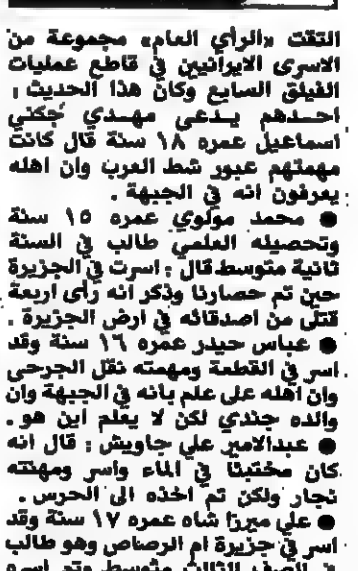 التقت «الرأي العام» مجموعة من
الاسرى الايرانيين في قاطع عمليات
الفيلق السابع وكان هذا الحديث :
احدهم يدعى مهدي جكني
اسماعيل عمره ١٨ سنة قال كانت
مهمتهم عبور شط العرب وان اهله
يعرفون انه في الجبهة .
● محمد مولوي عمره ١٥ سنة
وتحصيله العلمي طالب في السنة
ثانية متوسط قال : اسرت في الجزيرة
حين تم حصارنا وذكر انه رأى اربعة
قتلى من اصدقائه في ارض الجزيرة .
● عباس حيدر عمره ١٦ سنة وقد
اسر في القطعة ومهمته نقل الجرحى
وان اهله على علم بانه في الجبهة وان
والده جندي لكن لا يعلم اين هو .
● عبدالامير علي جاويش : قال انه
كان مختبئا في الماء واسر ومهنته
نجار ولكن تم اخذه الى الحرس .
● علي ميرزا شاه عمره ١٧ سنة وقد
اسر في جزيرة ام الرصاص وهو طالب
في الصف الثالث متوسط وتم اسره